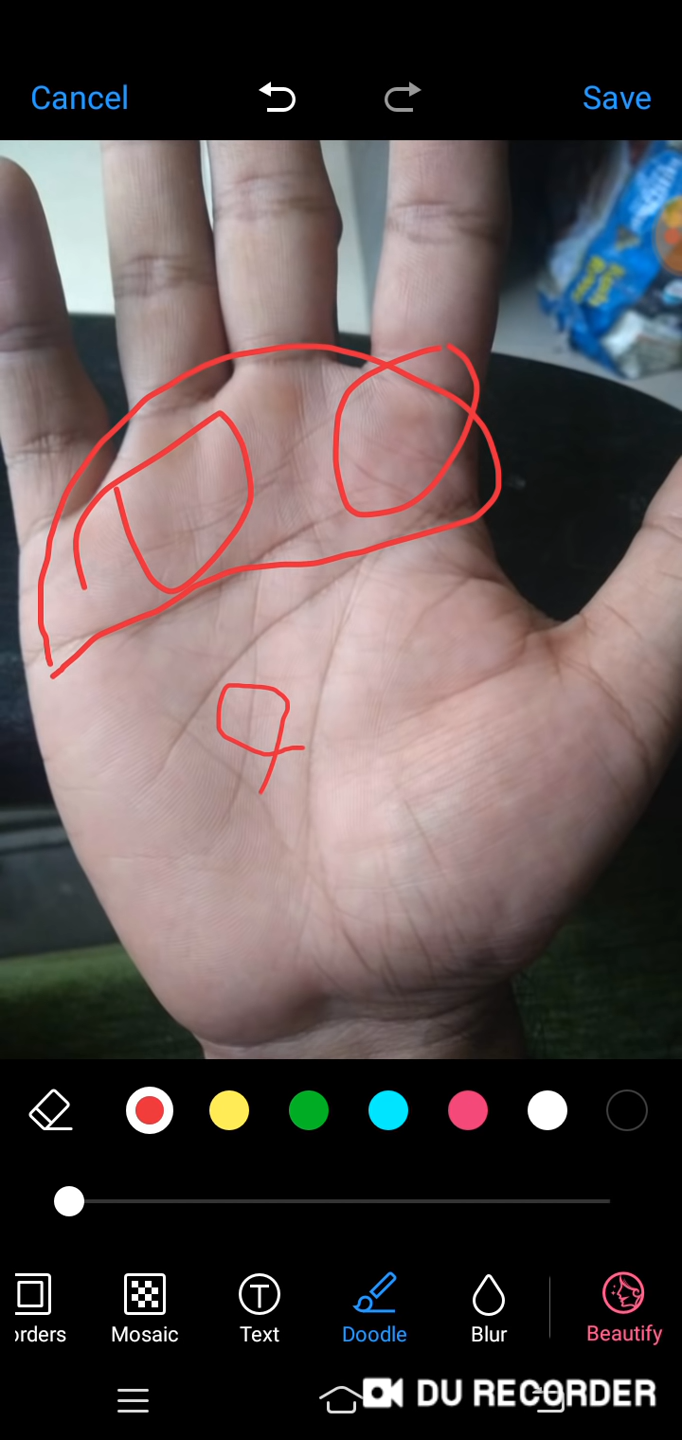 Cancel
Save
orders
Mosaic
Text
Doodle
Blur
Beautify
DU RECORDER